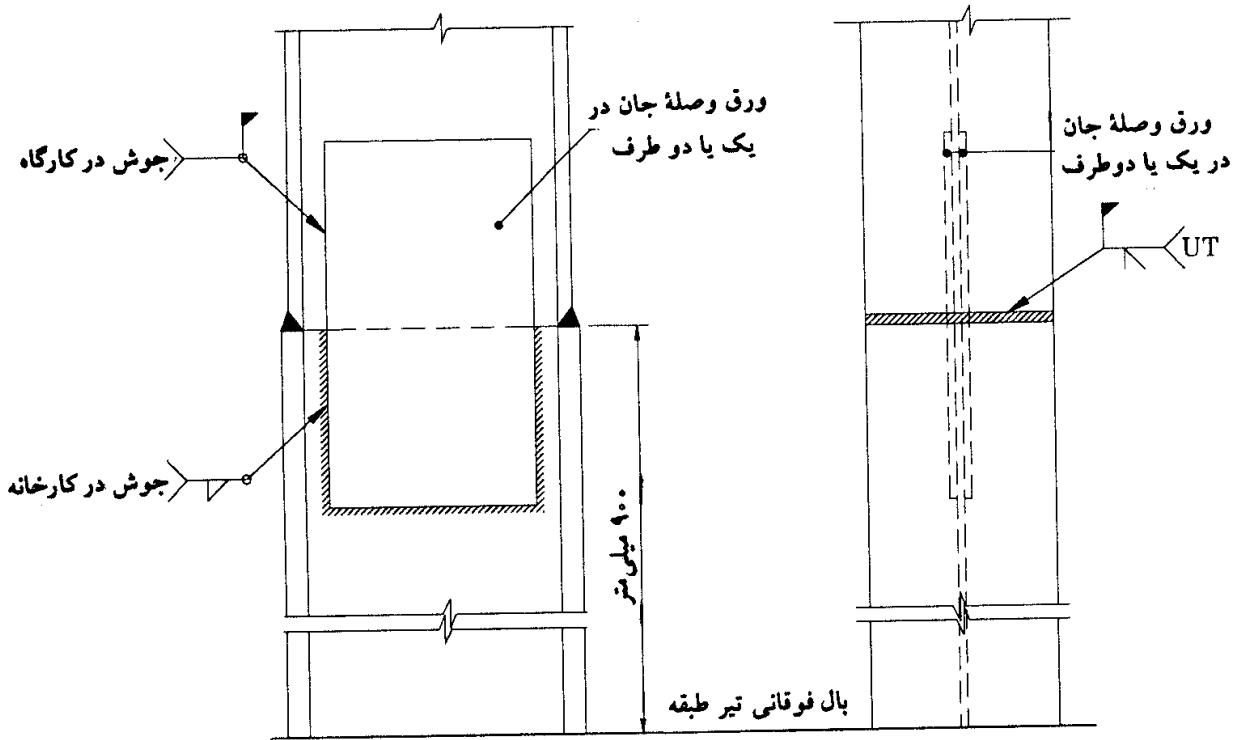 ورق وصلهٔ جان در
یک یا دو طرف
جوش در کارگاه
جوش در کارخانه
۹۰۰ میلی‌متر
بال فوقانی تیر طبقه
ورق وصلهٔ جان
در یک یا دوطرف
UT